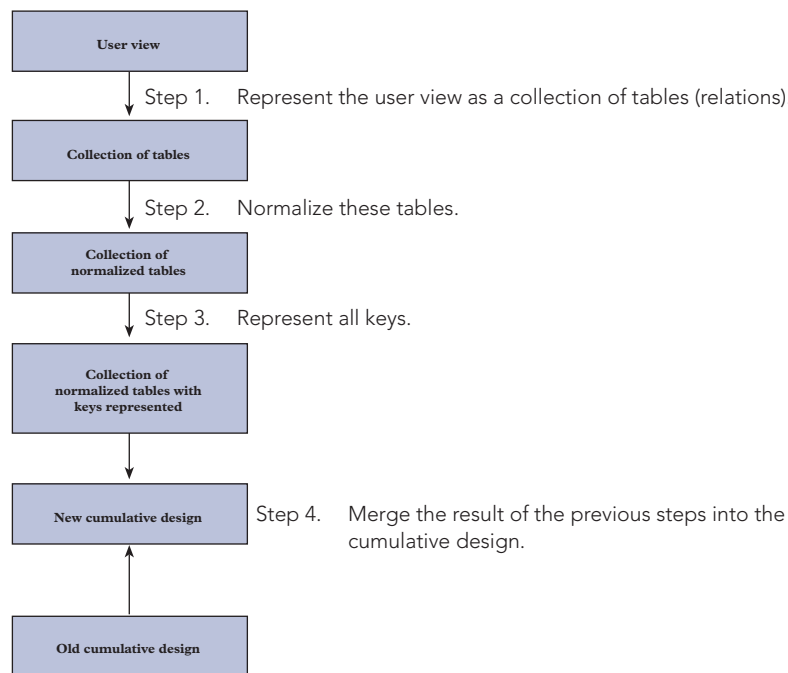 User view
Step 1. Represent the user view as a collection of tables (relations)
Collection of tables
Step 2. Normalize these tables.
Collection of
normalized tables
Step 3. Represent all keys.
Collection of
normalized tables with
keys represented
New cumulative design
Step 4. Merge the result of the previous steps into the
cumulative design.
Old cumulative design